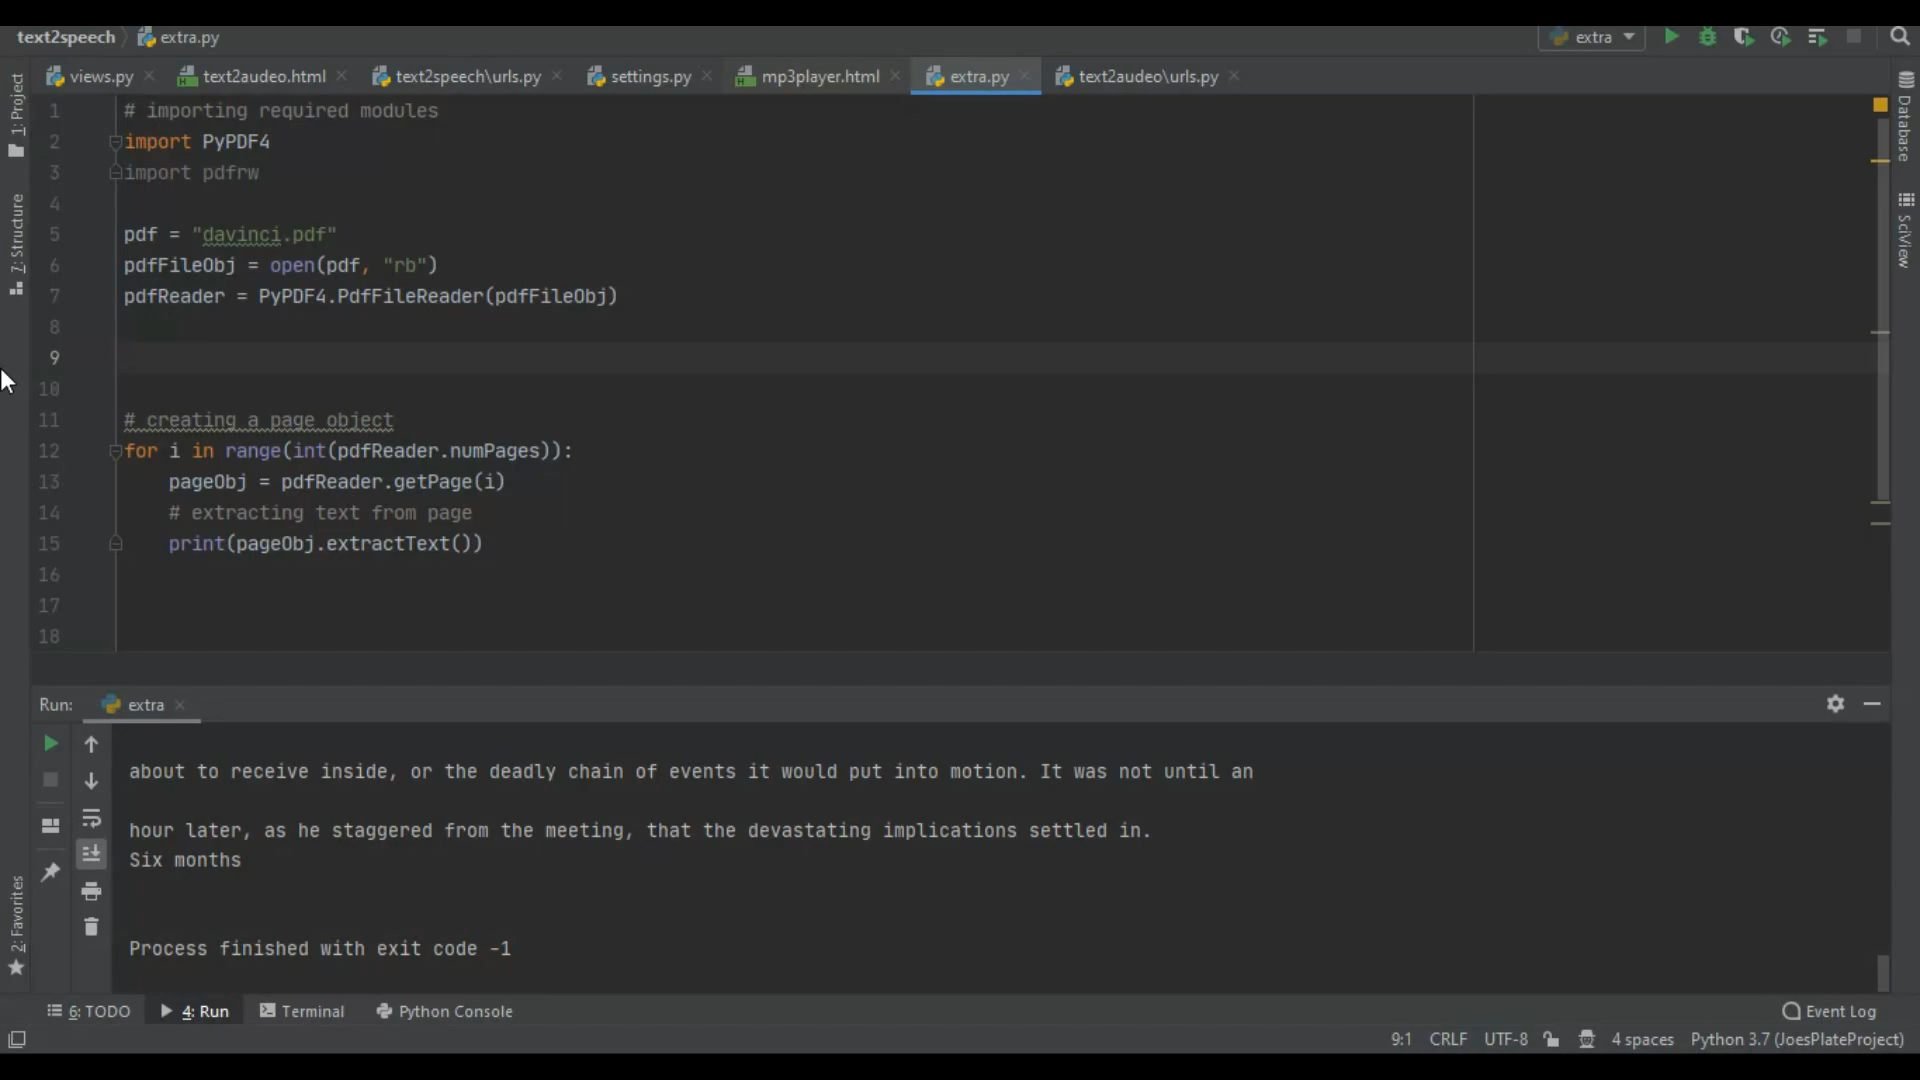 text2speech extra.py
extra
views.py text2audeo.html text2speech\urls.py settings.py mp3player.html extra.py text2audeo\urls.py
1: Project
7: Structure
2: Favorites
Database
SciView
1 # importing required modules
2 import PyPDF4
3 import pdfrw
4
5 pdf = "davinci.pdf"
6 pdfFileObj = open(pdf, "rb")
7 pdfReader = PyPDF4.PdfFileReader(pdfFileObj)
8
9
10
11 # creating a page object
12 for i in range(int(pdfReader.numPages)):
13 pageObj = pdfReader.getPage(i)
14 # extracting text from page
15 print(pageObj.extractText())
16
17
18
Run: extra
about to receive inside, or the deadly chain of events it would put into motion. It was not until an
hour later, as he staggered from the meeting, that the devastating implications settled in.
Six months
Process finished with exit code -1
6: TODO 4: Run Terminal Python Console Event Log
9:1 CRLF UTF-8 4 spaces Python 3.7 (JoesPlateProject)